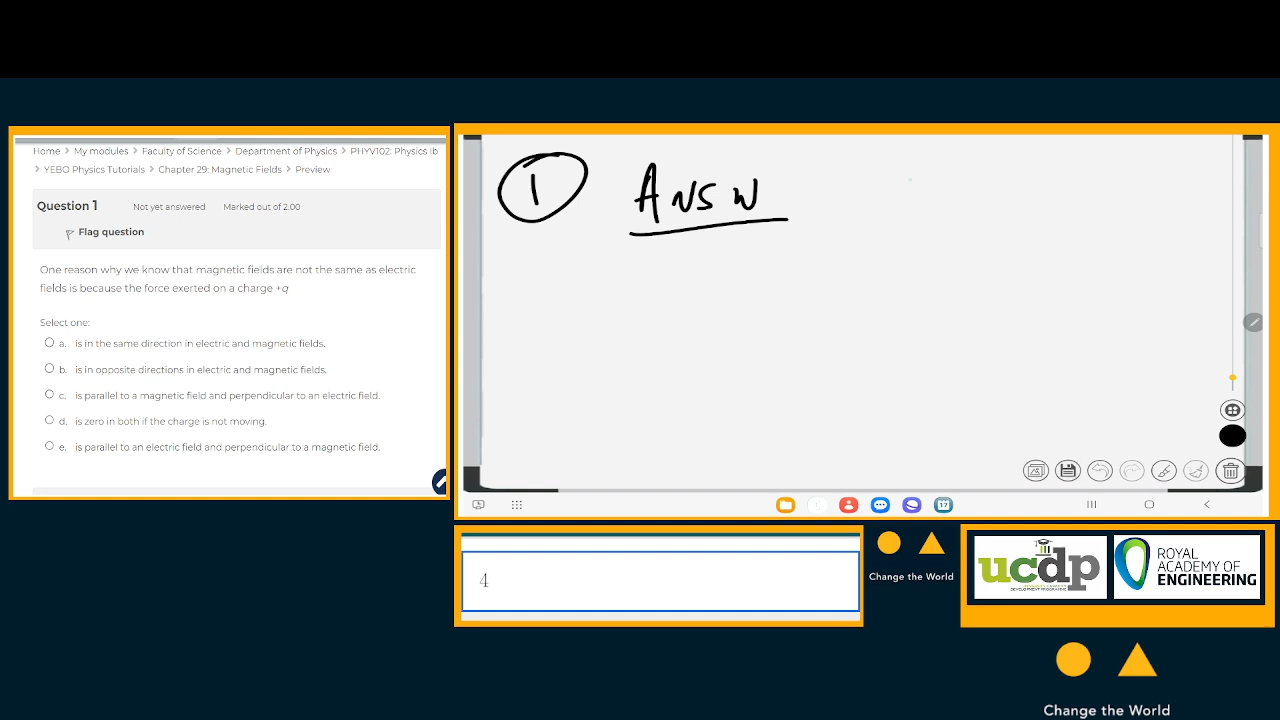 Home > My modules > Faculty of Science > Department of Physics > PHYV102: Physics Ib
> YEBO Physics Tutorials > Chapter 29: Magnetic Fields > Preview
Question 1 Not yet answered Marked out of 2.00
Flag question
One reason why we know that magnetic fields are not the same as electric
fields is because the force exerted on a charge +q
Select one:
a. is in the same direction in electric and magnetic fields.
b. is in opposite directions in electric and magnetic fields.
c. is parallel to a magnetic field and perpendicular to an electric field.
d. is zero in both if the charge is not moving.
e. is parallel to an electric field and perpendicular to a magnetic field.
1 Answ
17
4
Change the World
ucdp
ROYAL
ACADEMY OF
ENGINEERING
Change the World